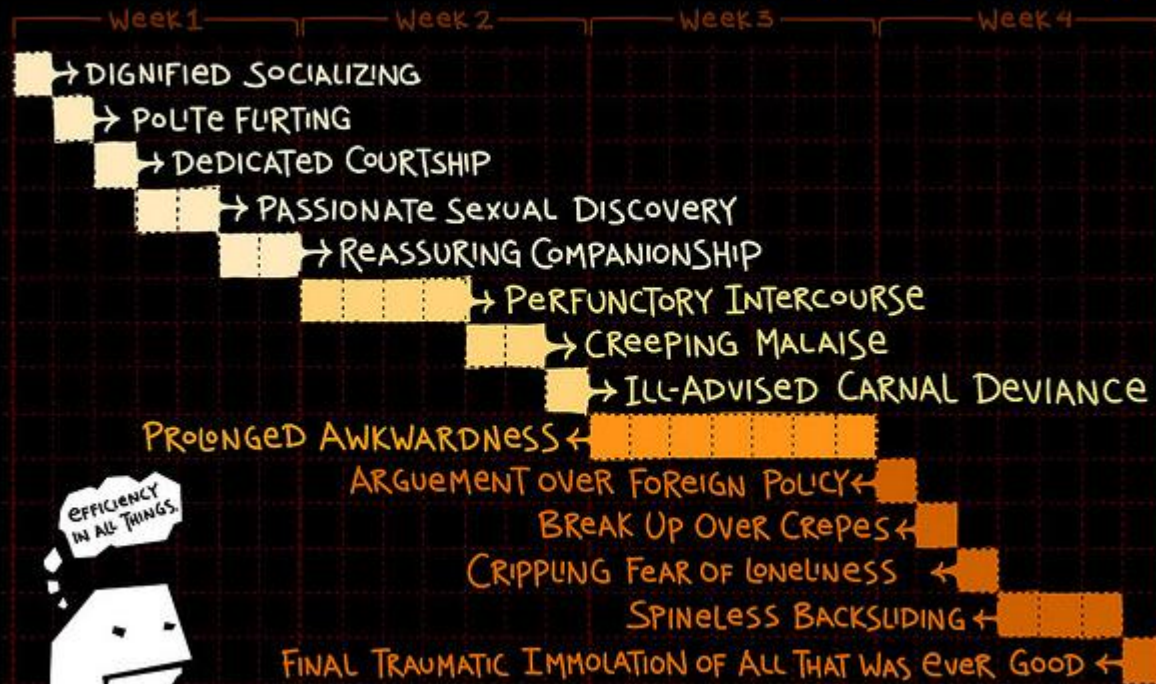 Week 1 Week 2 Week 3 Week 4
DIGNIFIED SOCIALIZING
POLITE FLIRTING
DEDICATED COURTSHIP
PASSIONATE SEXUAL DISCOVERY
REASSURING COMPANIONSHIP
PERFUNCTORY INTERCOURSE
CREEPING MALAISE
ILL-ADVISED CARNAL DEVIANCE
PROLONGED AWKWARDNESS
ARGUEMENT OVER FOREIGN POLICY
BREAK UP OVER CREPES
CRIPPLING FEAR OF LONELINESS
SPINELESS BACKSLIDING
FINAL TRAUMATIC IMMOLATION OF ALL THAT WAS EVER GOOD
EFFICIENCY
IN ALL THINGS.